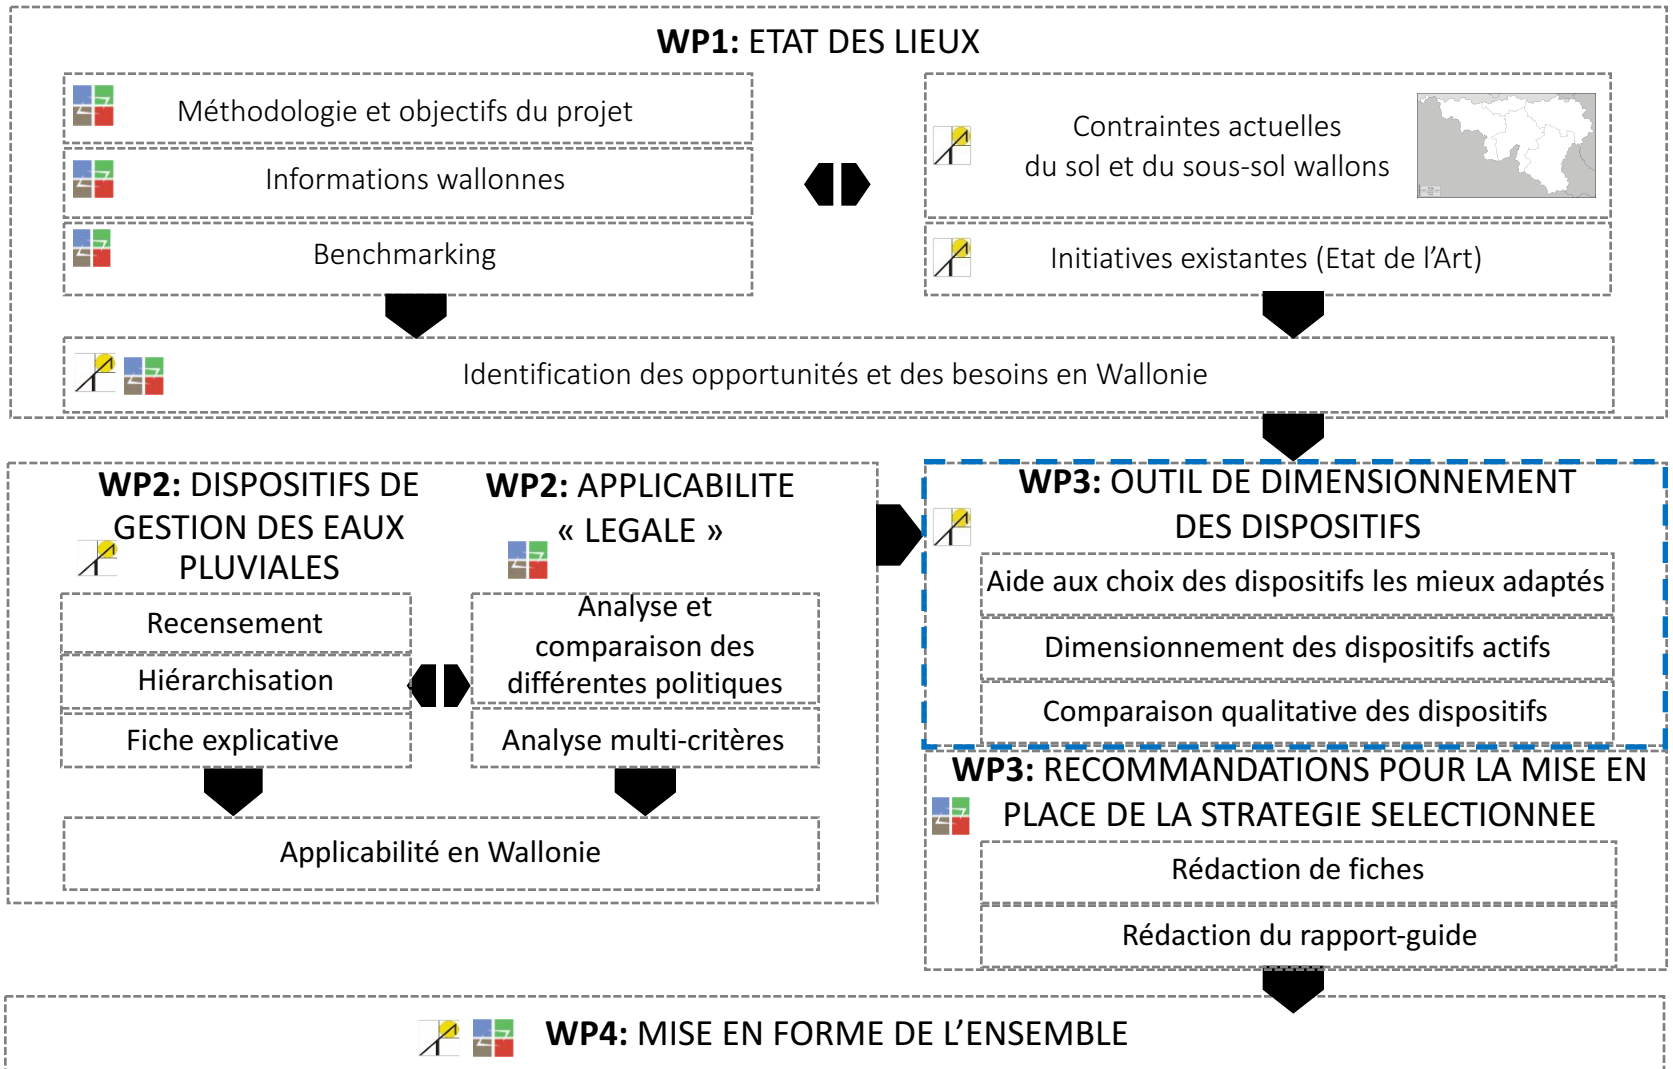 WP1: ETAT DES LIEUX
Méthodologie et objectifs du projet
Informations wallonnes
Benchmarking
Contraintes actuelles
du sol et du sous-sol wallons
Initiatives existantes (Etat de l’Art)
Identification des opportunités et des besoins en Wallonie
WP2: DISPOSITIFS DE
GESTION DES EAUX
PLUVIALES
Recensement
Hiérarchisation
Fiche explicative
WP2: APPLICABILITE
« LEGALE »
Analyse et
comparaison des
différentes politiques
Analyse multi-critères
Applicabilité en Wallonie
WP3: OUTIL DE DIMENSIONNEMENT
DES DISPOSITIFS
Aide aux choix des dispositifs les mieux adaptés
Dimensionnement des dispositifs actifs
Comparaison qualitative des dispositifs
WP3: RECOMMANDATIONS POUR LA MISE EN
PLACE DE LA STRATEGIE SELECTIONNEE
Rédaction de fiches
Rédaction du rapport-guide
WP4: MISE EN FORME DE L’ENSEMBLE